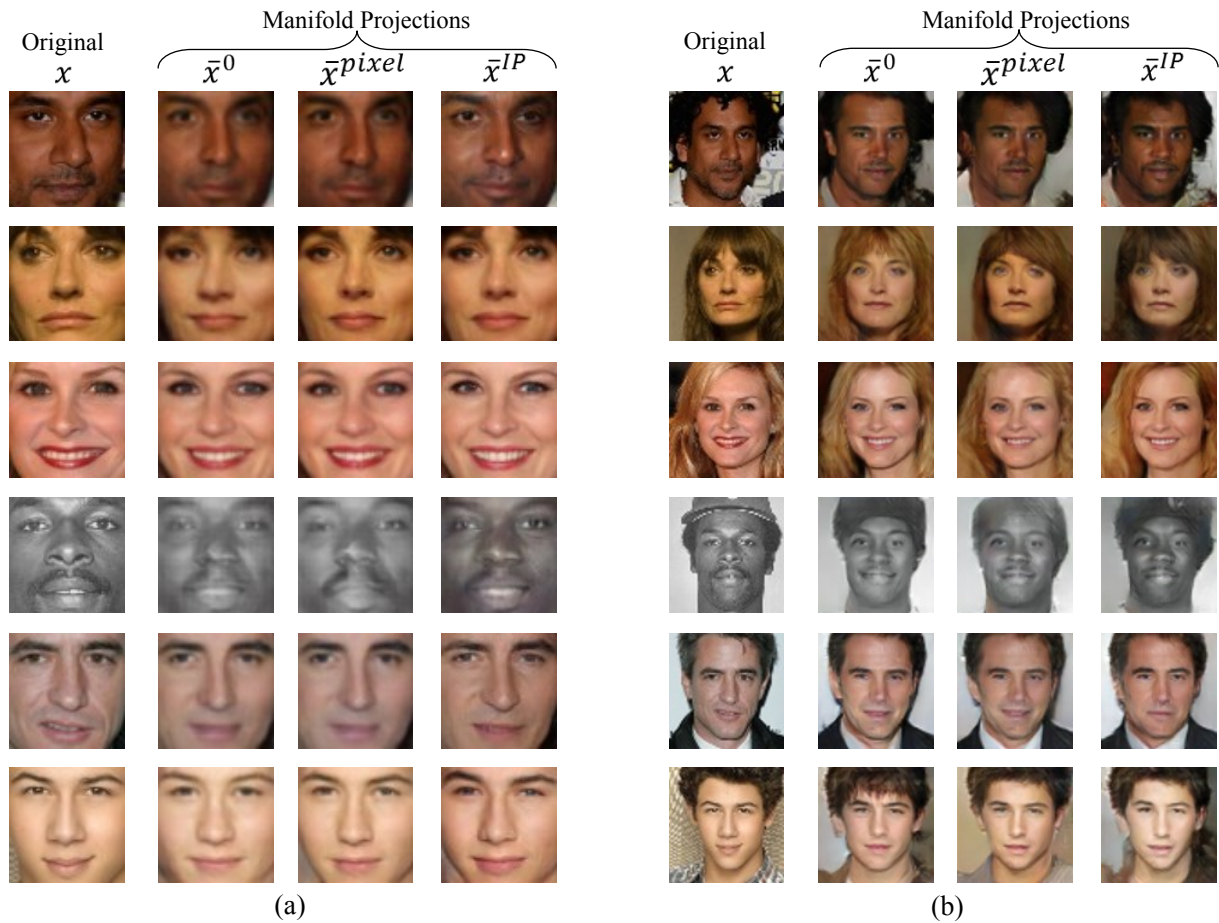 Manifold Projections
Original
x
x̄⁰ x̄ᵖⁱˣᵉˡ x̄ᴵᴾ
(a)
Manifold Projections
Original
x
x̄⁰ x̄ᵖⁱˣᵉˡ x̄ᴵᴾ
(b)